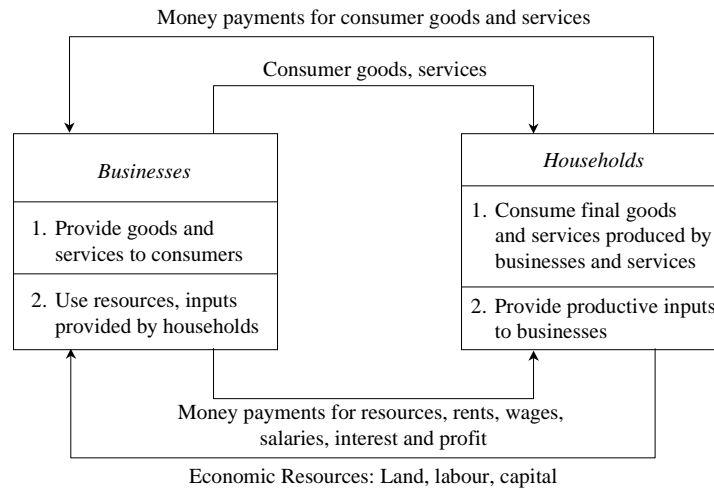 Money payments for consumer goods and services
Consumer goods, services
Businesses
1. Provide goods and
services to consumers
2. Use resources, inputs
provided by households
Households
1. Consume final goods
and services produced by
businesses and services
2. Provide productive inputs
to businesses
Money payments for resources, rents, wages,
salaries, interest and profit
Economic Resources: Land, labour, capital